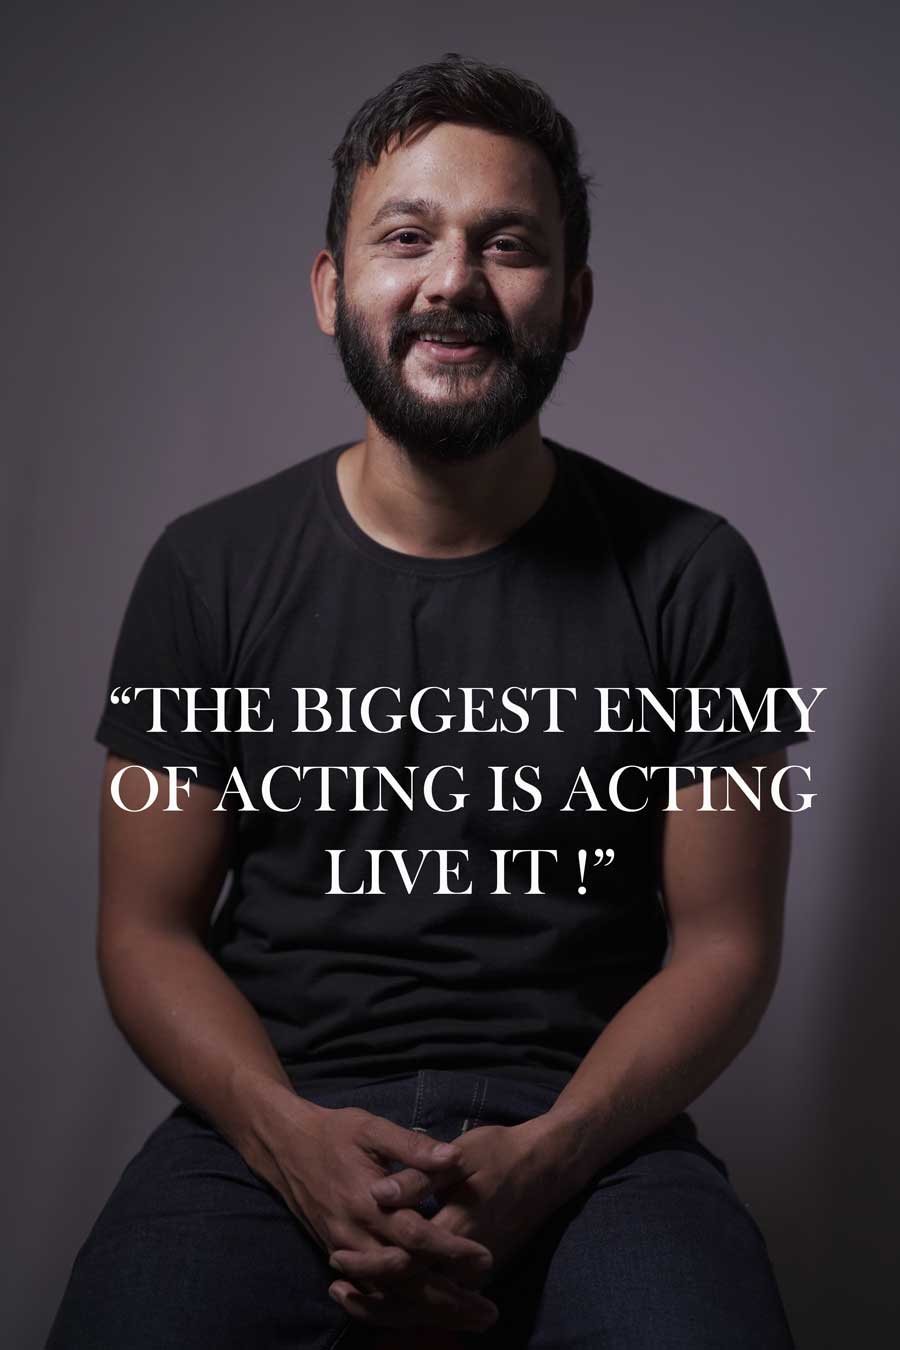 “THE BIGGEST ENEMY
OF ACTING IS ACTING
LIVE IT !”